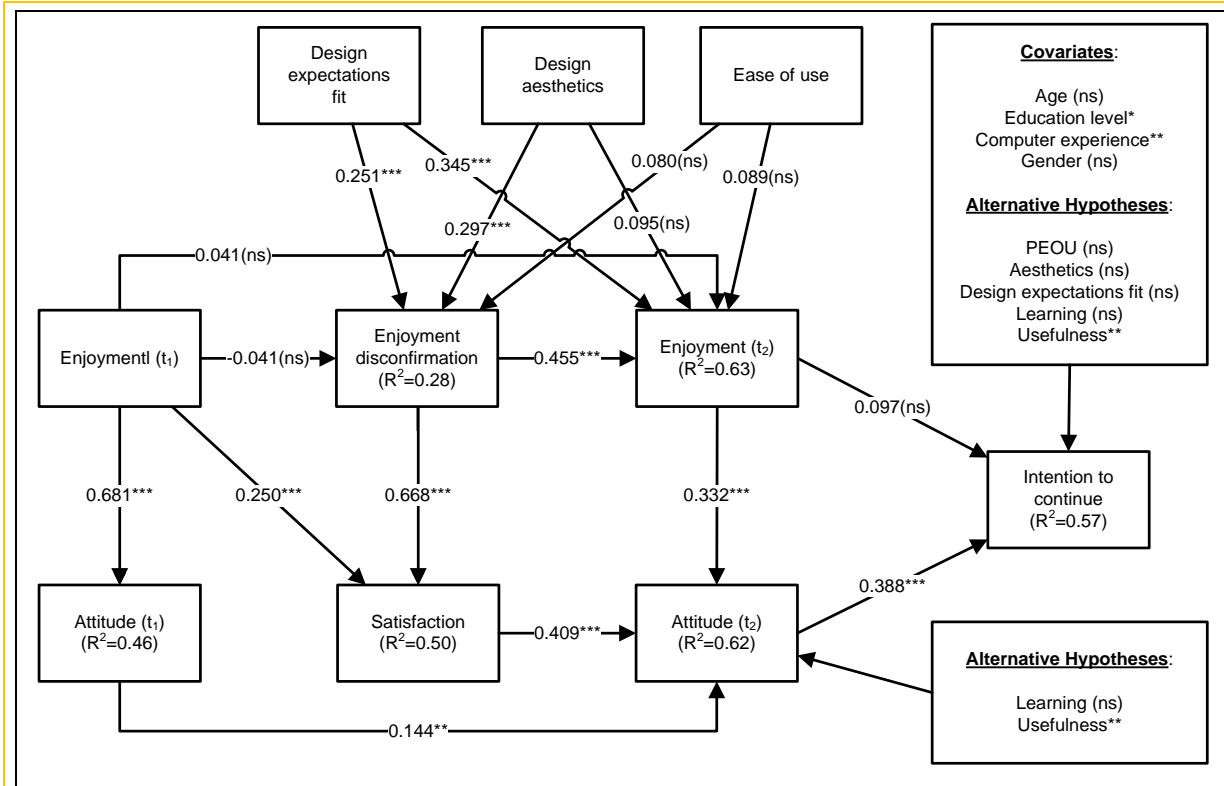 Design
expectations
fit
Design
aesthetics
Ease of use
Covariates:
Age (ns)
Education level*
Computer experience**
Gender (ns)
Alternative Hypotheses:
PEOU (ns)
Aesthetics (ns)
Design expectations fit (ns)
Learning (ns)
Usefulness**
0.345***
0.251***
0.080(ns)
0.089(ns)
0.297***
0.095(ns)
0.041(ns)
Enjoymentl (t₁)
-0.041(ns)
Enjoyment
disconfirmation
(R²=0.28)
0.455***
Enjoyment (t₂)
(R²=0.63)
0.097(ns)
0.681***
0.250***
0.668***
0.332***
Intention to
continue
(R²=0.57)
0.388***
Attitude (t₁)
(R²=0.46)
Satisfaction
(R²=0.50)
0.409***
Attitude (t₂)
(R²=0.62)
0.144**
Alternative Hypotheses:
Learning (ns)
Usefulness**